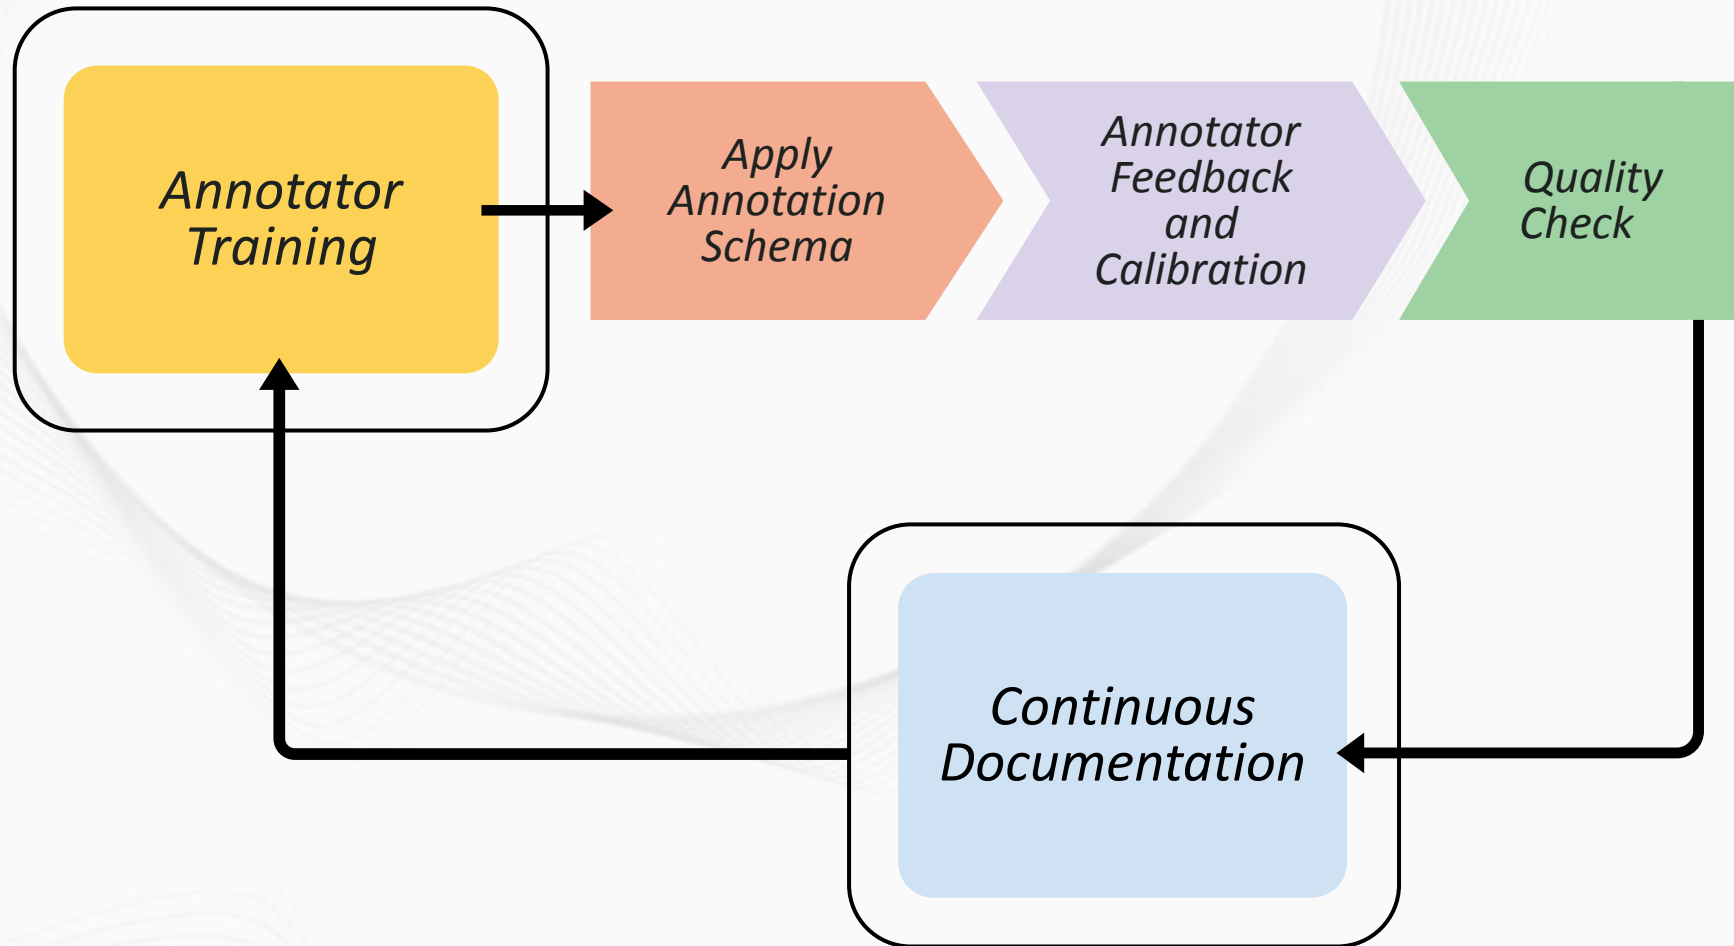 Annotator
Training
Apply
Annotation
Schema
Annotator
Feedback
and
Calibration
Quality
Check
Continuous
Documentation